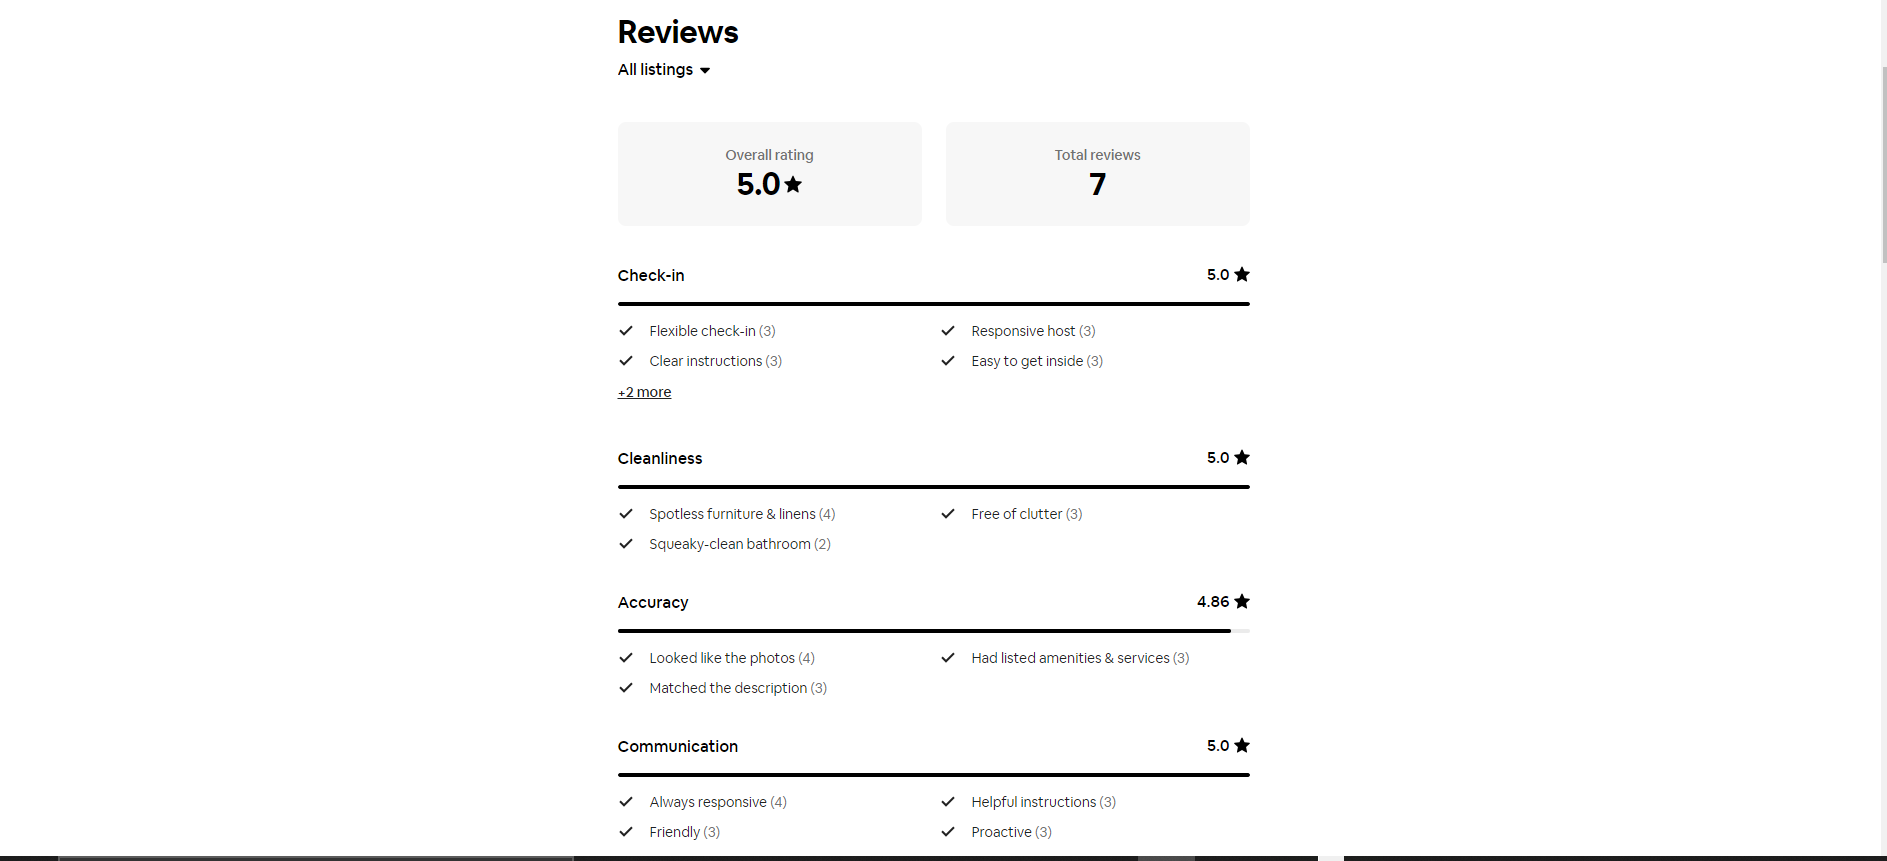 Reviews
All listings
Overall rating
5.0
Total reviews
7
Check-in 5.0
Flexible check-in (3) Responsive host (3)
Clear instructions (3) Easy to get inside (3)
+2 more
Cleanliness 5.0
Spotless furniture & linens (4) Free of clutter (3)
Squeaky-clean bathroom (2)
Accuracy 4.86
Looked like the photos (4) Had listed amenities & services (3)
Matched the description (3)
Communication 5.0
Always responsive (4) Helpful instructions (3)
Friendly (3) Proactive (3)